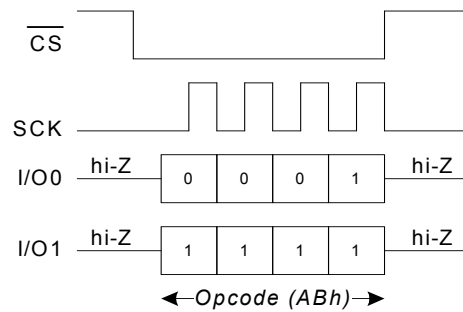 CS
SCK
I/O0 hi-Z 0 0 0 1 hi-Z
I/O1 hi-Z 1 1 1 1 hi-Z
Opcode (ABh)